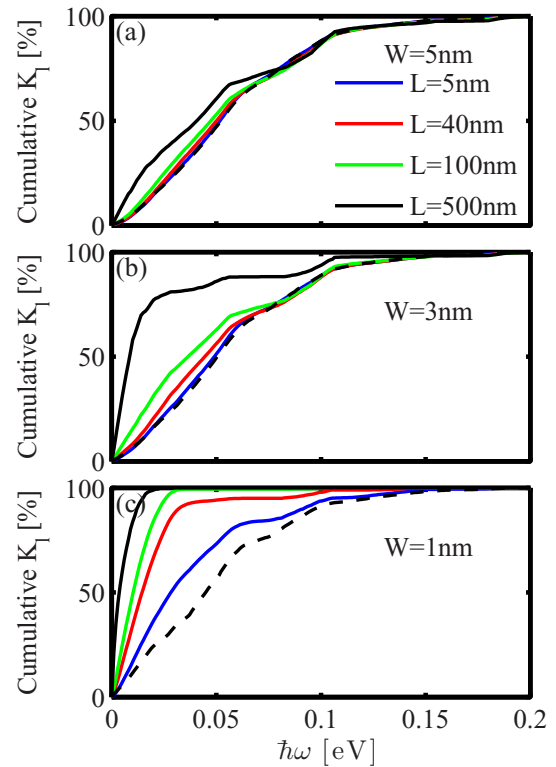 Cumulative K_l [%]
100
50
0
(a)
W=5nm
L=5nm
L=40nm
L=100nm
L=500nm
Cumulative K_l [%]
100
50
0
(b)
W=3nm
Cumulative K_l [%]
100
50
0
(c)
W=1nm
0 0.05 0.1 0.15 0.2
ℏω [eV]